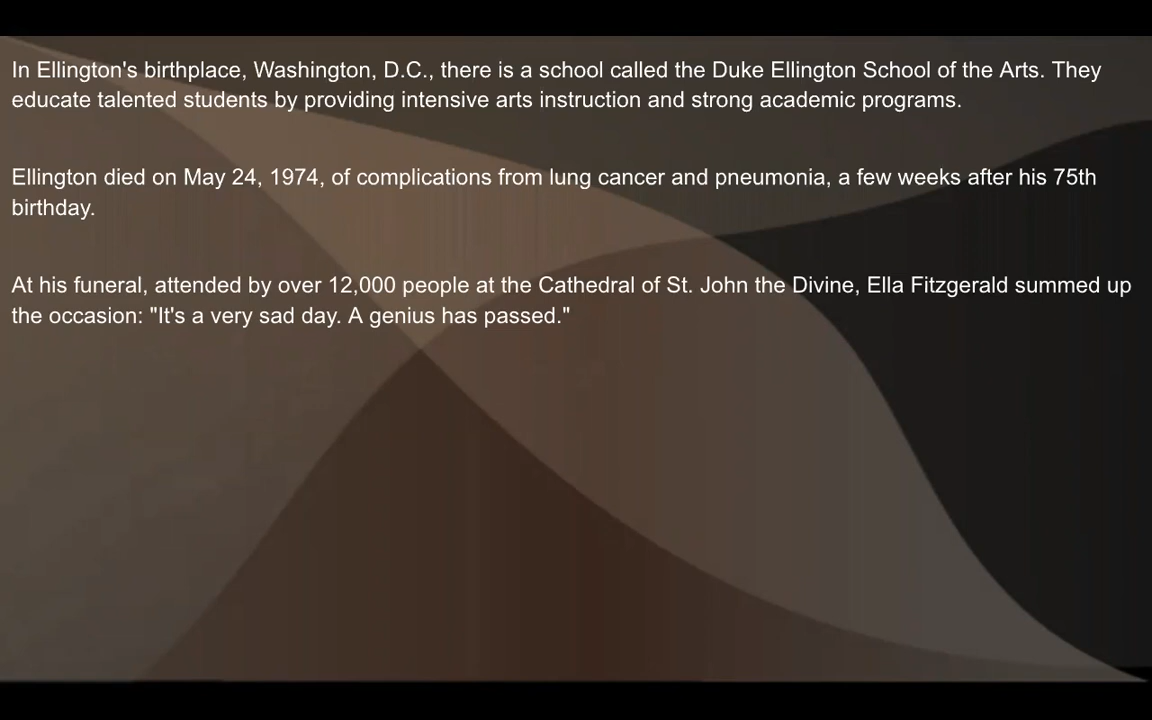 In Ellington's birthplace, Washington, D.C., there is a school called the Duke Ellington School of the Arts. They
educate talented students by providing intensive arts instruction and strong academic programs.
Ellington died on May 24, 1974, of complications from lung cancer and pneumonia, a few weeks after his 75th
birthday.
At his funeral, attended by over 12,000 people at the Cathedral of St. John the Divine, Ella Fitzgerald summed up
the occasion: "It's a very sad day. A genius has passed."